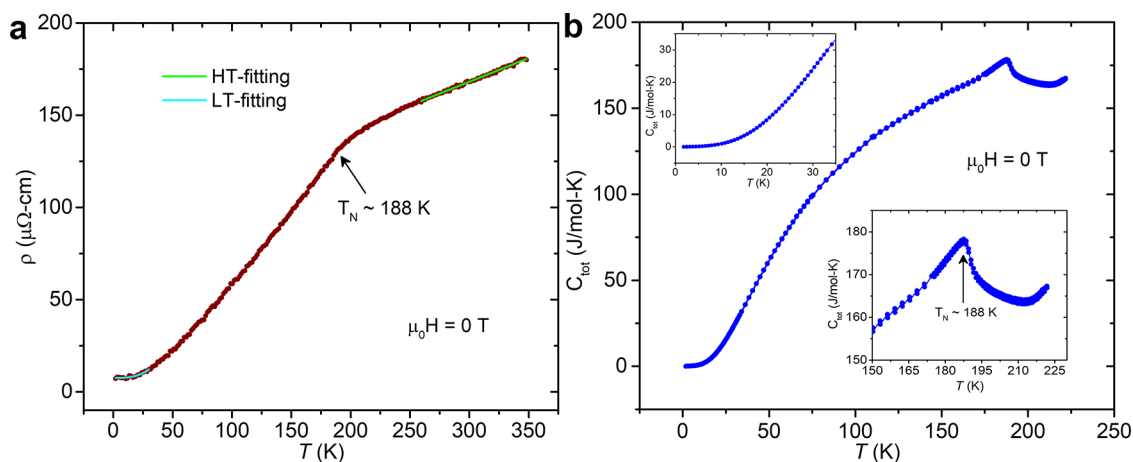 a
200
150
100
50
0
ρ (μΩ-cm)
HT-fitting
LT-fitting
T_N ~ 188 K
μ₀H = 0 T
0 50 100 150 200 250 300 350
T (K)
b
200
150
100
50
0
C_tot (J/mol-K)
30
20
10
0
C_tot (J/mol-K)
0 10 20 30
T (K)
μ₀H = 0 T
180
170
160
150
C_tot (J/mol-K)
T_N ~ 188 K
150 165 180 195 210 225
T (K)
0 50 100 150 200 250
T (K)